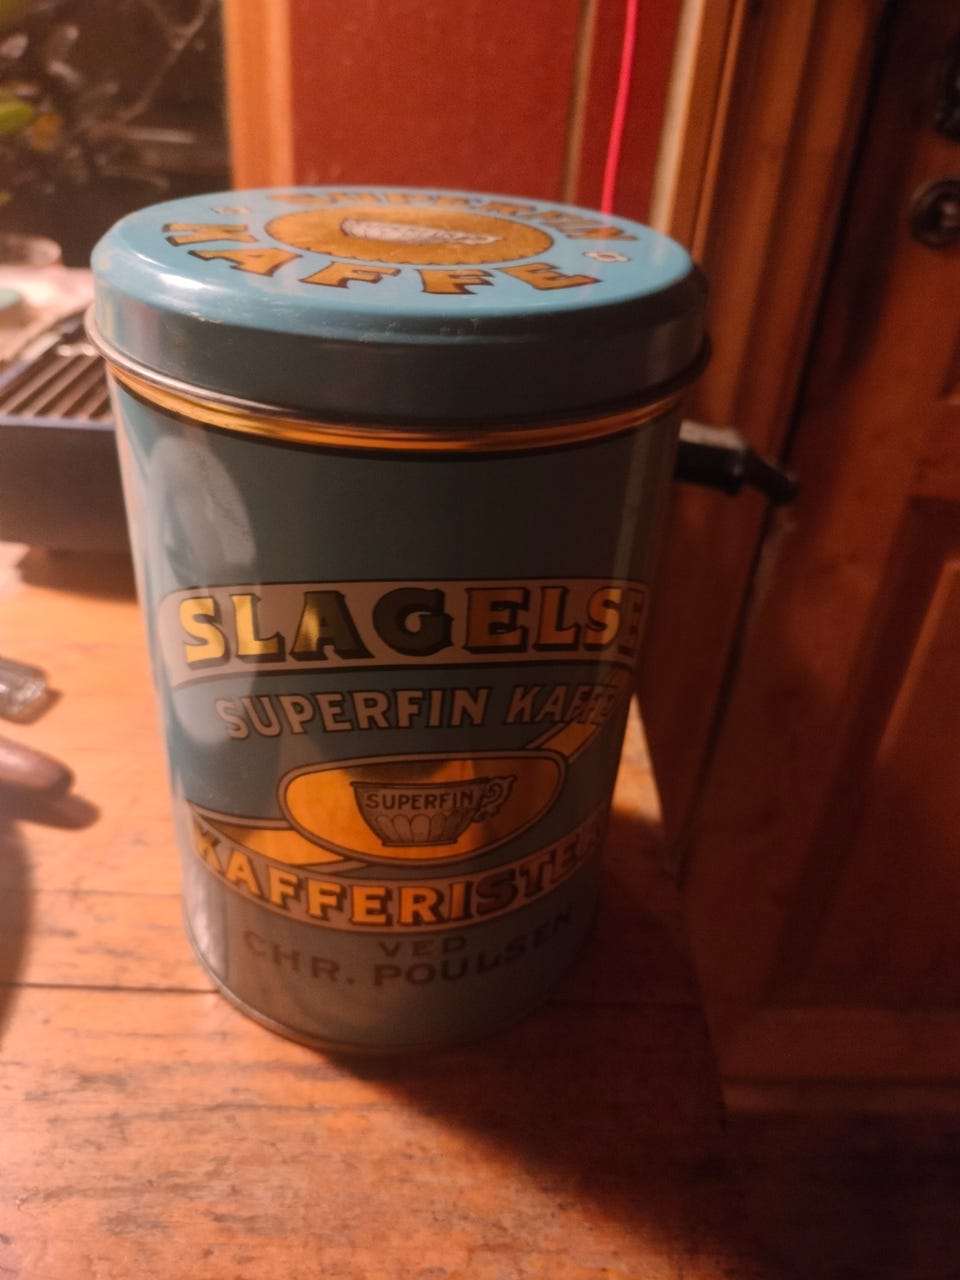 SUPERFIN
KAFFE
SLAGELSE
SUPERFIN KAFFE
SUPERFIN
KAFFERISTERI
VED
CHR. POULSEN